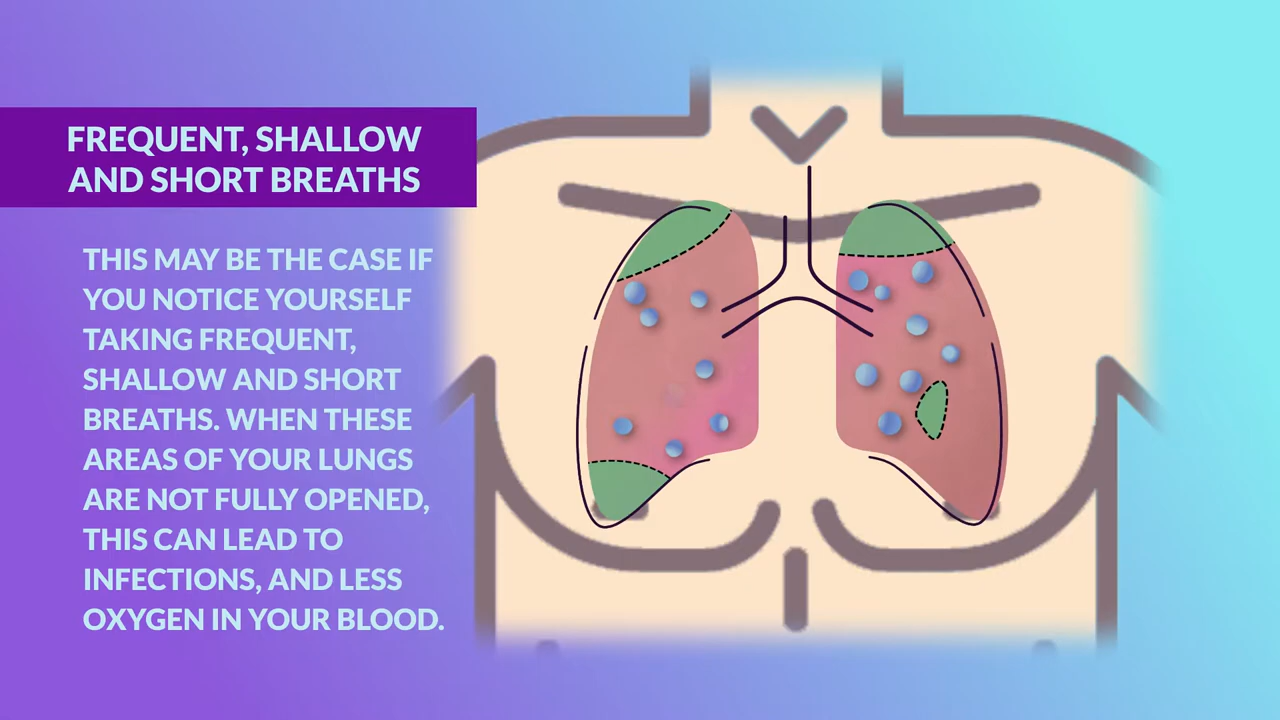 FREQUENT, SHALLOW
AND SHORT BREATHS
THIS MAY BE THE CASE IF
YOU NOTICE YOURSELF
TAKING FREQUENT,
SHALLOW AND SHORT
BREATHS. WHEN THESE
AREAS OF YOUR LUNGS
ARE NOT FULLY OPENED,
THIS CAN LEAD TO
INFECTIONS, AND LESS
OXYGEN IN YOUR BLOOD.